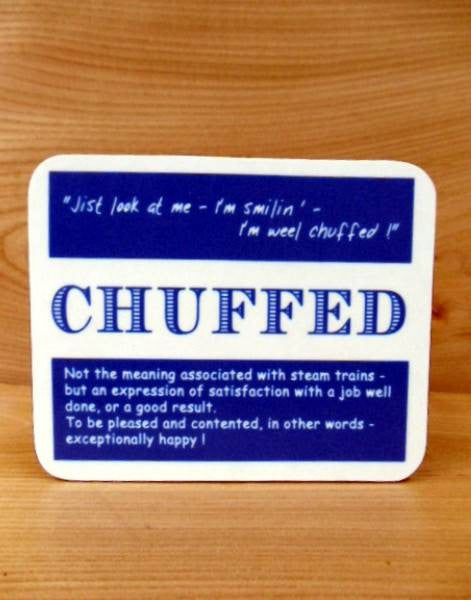 "Jist look at me - I'm smilin' -
I'm weel chuffed !"
CHUFFED
Not the meaning associated with steam trains -
but an expression of satisfaction with a job well
done, or a good result.
To be pleased and contented, in other words -
exceptionally happy !